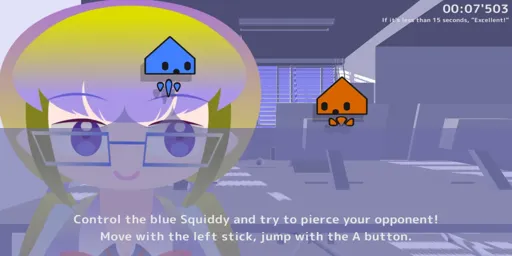 00:07'503
If it's less than 15 seconds, "Excellent!"
Control the blue Squiddy and try to pierce your opponent!
Move with the left stick, jump with the A button.